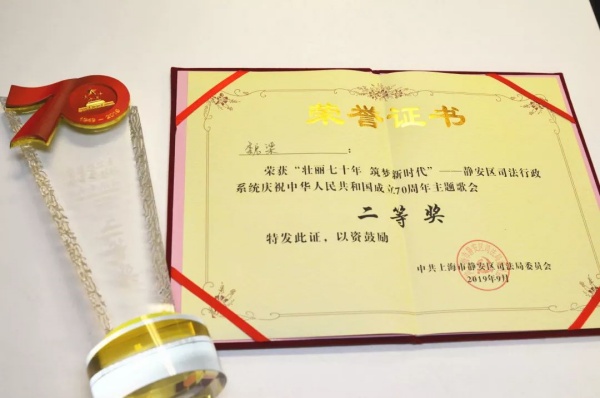 70
1949-2019
荣誉证书
：
荣获“壮丽七十年 筑梦新时代”——静安区司法行政
系统庆祝中华人民共和国成立70周年主题歌会
二等奖
特发此证，以资鼓励
中共上海市静安区司法局委员会
2019年9月